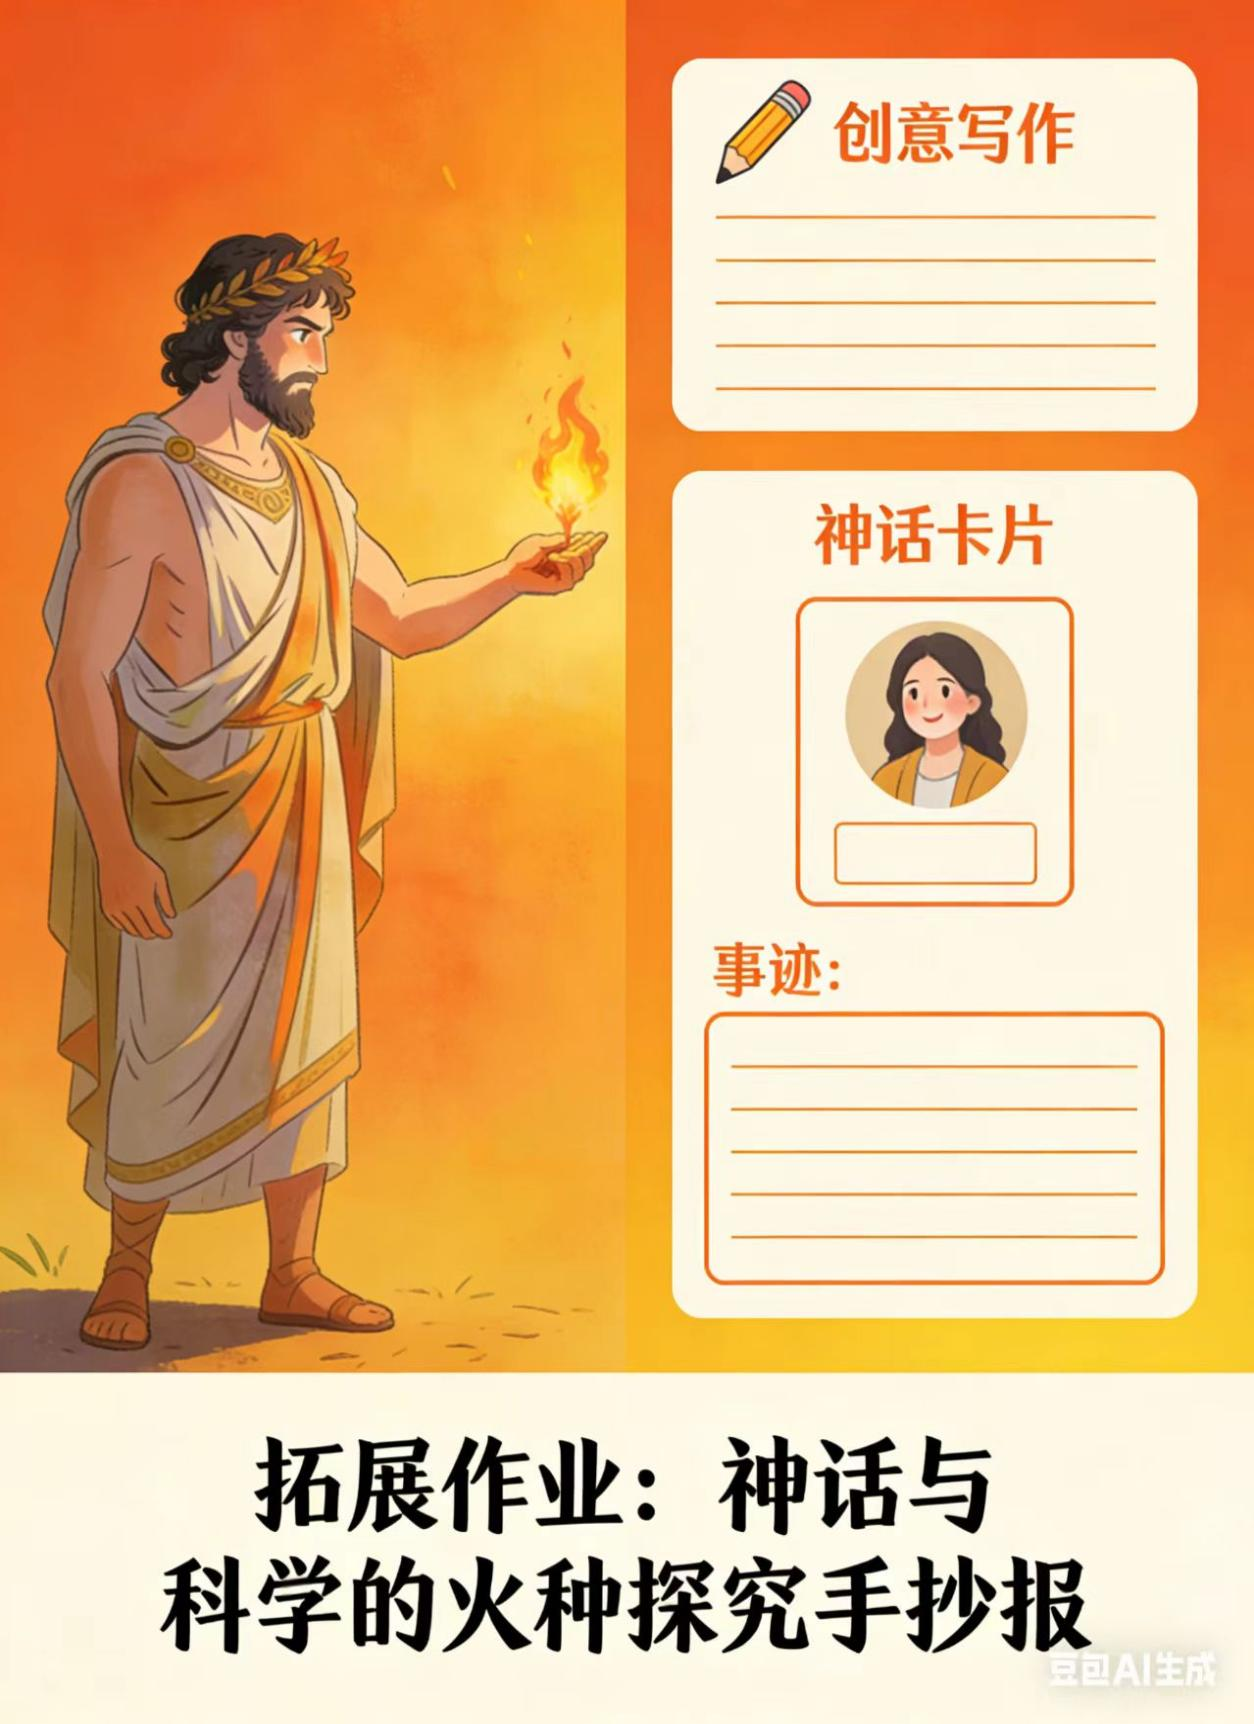 创意写作
神话卡片
事迹：
拓展作业：神话与
科学的火种探究手抄报
豆包AI生成